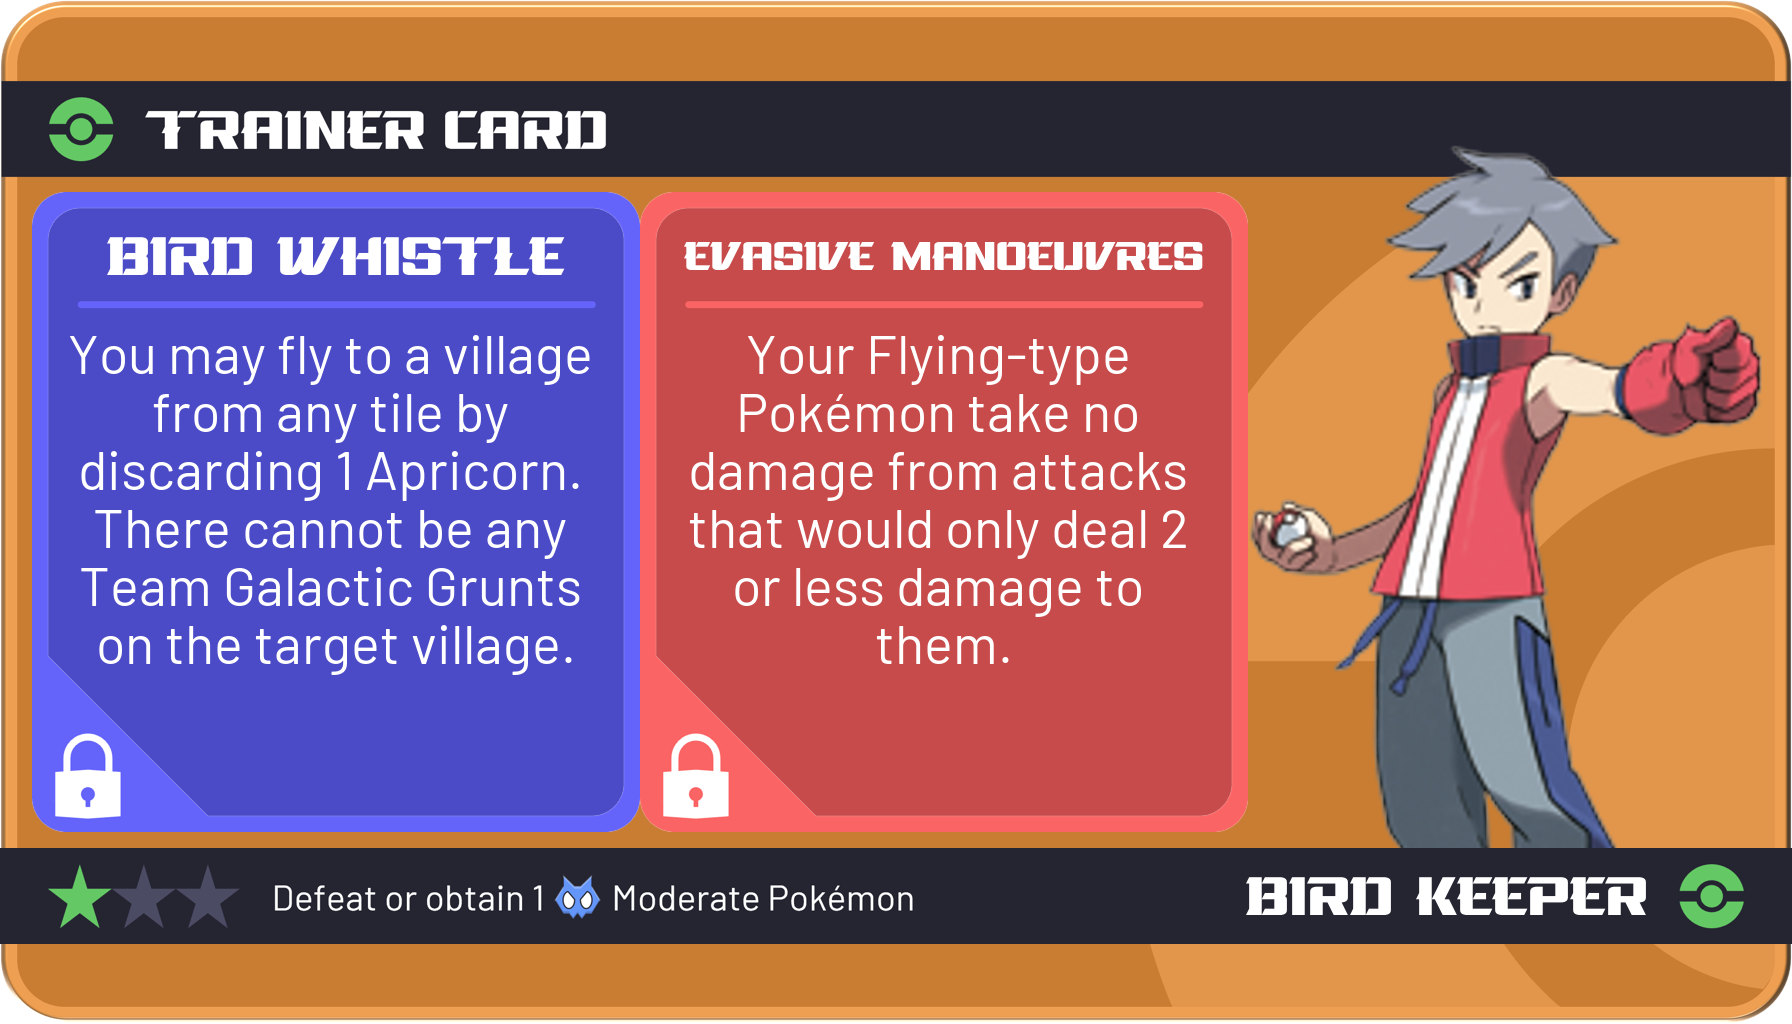 TRAINER CARD
BIRD WHISTLE
You may fly to a village
from any tile by
discarding 1 Apricorn.
There cannot be any
Team Galactic Grunts
on the target village.
EVASIVE MANOEUVRES
Your Flying-type
Pokémon take no
damage from attacks
that would only deal 2
or less damage to
them.
Defeat or obtain 1 Moderate Pokémon
BIRD KEEPER